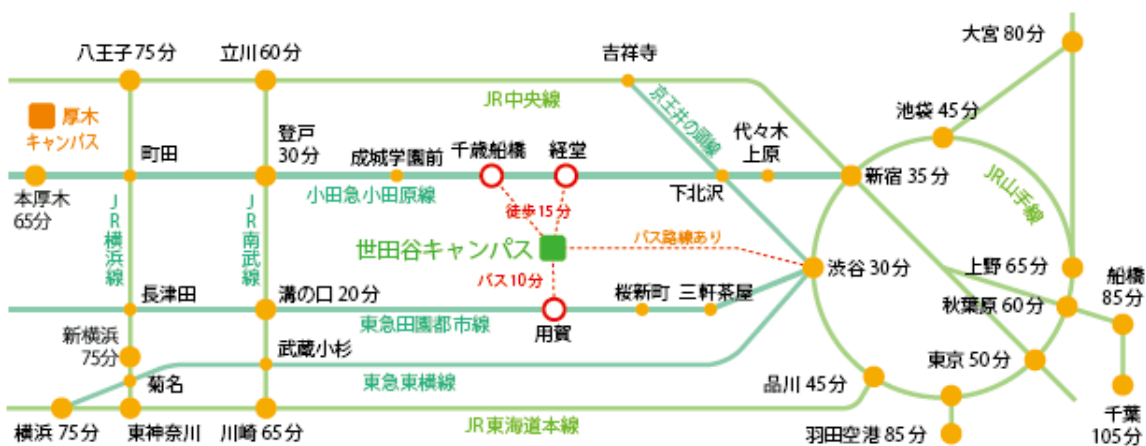 八王子75分
立川60分
吉祥寺
大宮80分
JR中央線
京王井の頭線
池袋45分
厚木
キャンパス
町田
登戸
30分
成城学園前
千歳船橋
経堂
代々木
上原
新宿35分
JR山手線
本厚木
65分
小田急小田原線
下北沢
徒歩15分
JR横浜線
JR南武線
世田谷キャンパス
バス路線あり
渋谷30分
上野65分
船橋
85分
バス10分
長津田
溝の口20分
桜新町
三軒茶屋
秋葉原60分
東急田園都市線
用賀
新横浜
75分
武蔵小杉
東京50分
菊名
東急東横線
品川45分
横浜75分
東神奈川
川崎65分
JR東海道本線
羽田空港85分
千葉
105分